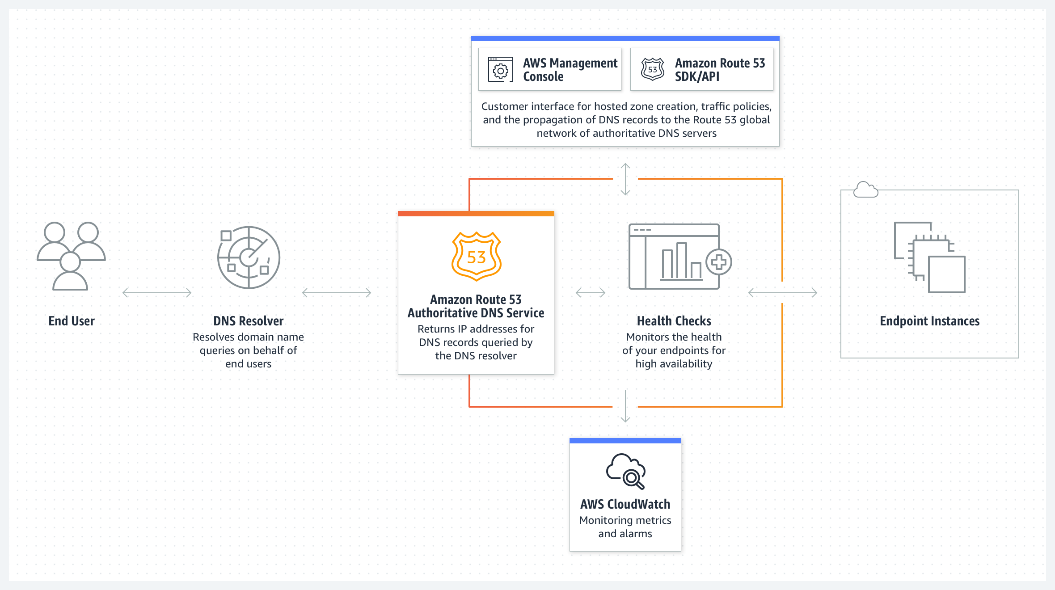 AWS Management
Console
Amazon Route 53
SDK/API
53
Customer interface for hosted zone creation, traffic policies,
and the propagation of DNS records to the Route 53 global
network of authoritative DNS servers
End User
DNS Resolver
Resolves domain name
queries on behalf of
end users
53
Amazon Route 53
Authoritative DNS Service
Returns IP addresses for
DNS records queried by
the DNS resolver
Health Checks
Monitors the health
of your endpoints for
high availability
Endpoint Instances
AWS CloudWatch
Monitoring metrics
and alarms